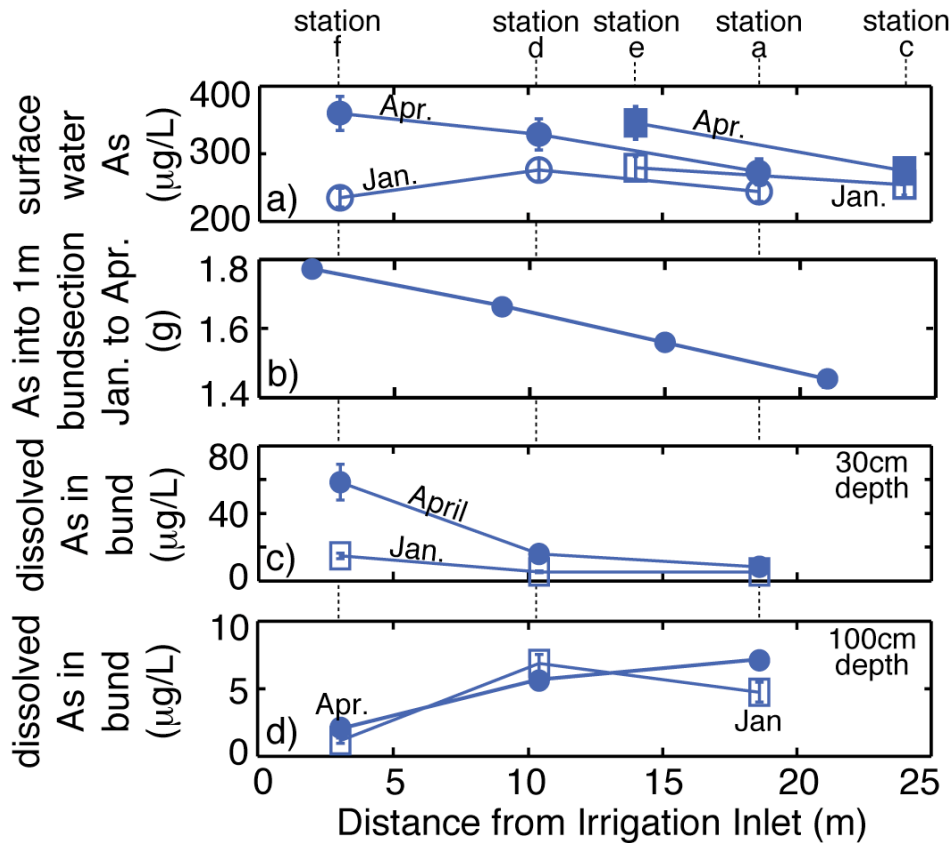 station f
station d
station e
station a
station c
surface water As (μg/L)
400
300
200
a)
Apr.
Jan.
Apr.
Jan.
As into 1m bundsection Jan. to Apr. (g)
1.8
1.6
1.4
b)
dissolved As in bund (μg/L)
80
40
0
c)
April
Jan.
30cm depth
dissolved As in bund (μg/L)
10
5
0
d)
Apr.
Jan
100cm depth
0 5 10 15 20 25
Distance from Irrigation Inlet (m)